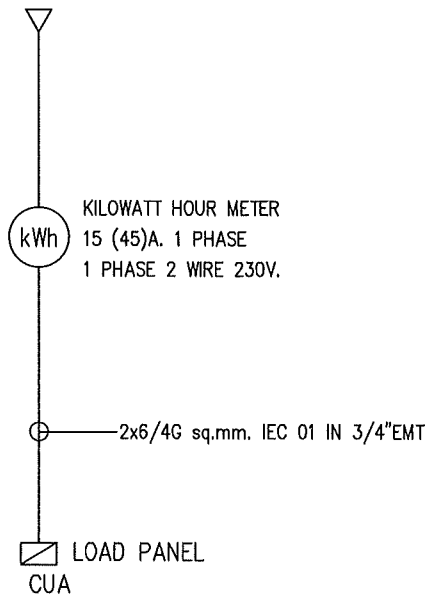 kWh
KILOWATT HOUR METER
15 (45)A. 1 PHASE
1 PHASE 2 WIRE 230V.
2x6/4G sq.mm. IEC 01 IN 3/4"EMT
LOAD PANEL
CUA